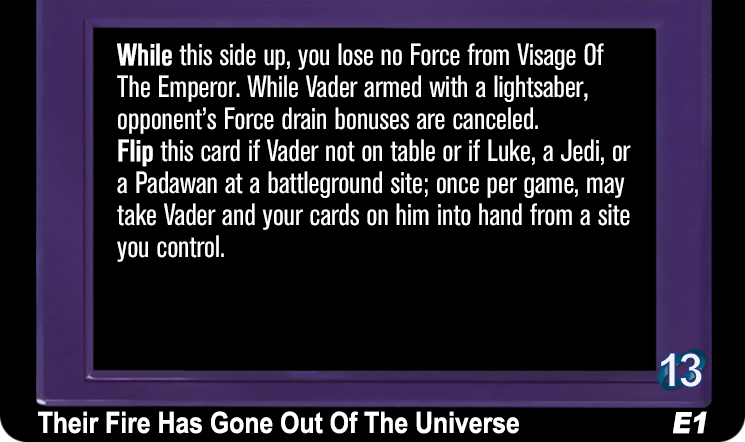 While this side up, you lose no Force from Visage Of
The Emperor. While Vader armed with a lightsaber,
opponent’s Force drain bonuses are canceled.
Flip this card if Vader not on table or if Luke, a Jedi, or
a Padawan at a battleground site; once per game, may
take Vader and your cards on him into hand from a site
you control.
13
Their Fire Has Gone Out Of The Universe E1